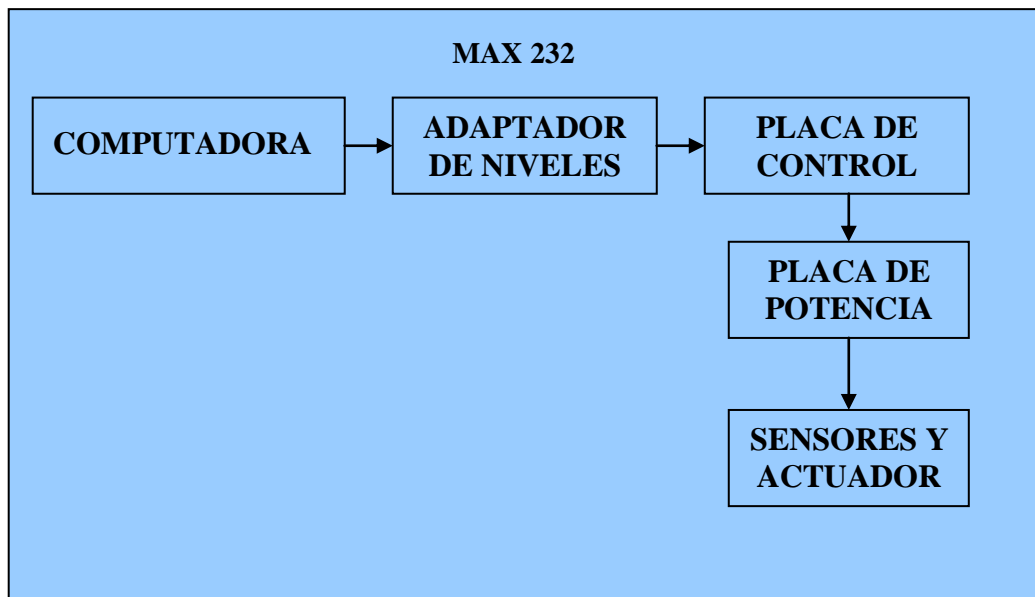 MAX 232
COMPUTADORA
ADAPTADOR
DE NIVELES
PLACA DE
CONTROL
PLACA DE
POTENCIA
SENSORES Y
ACTUADOR